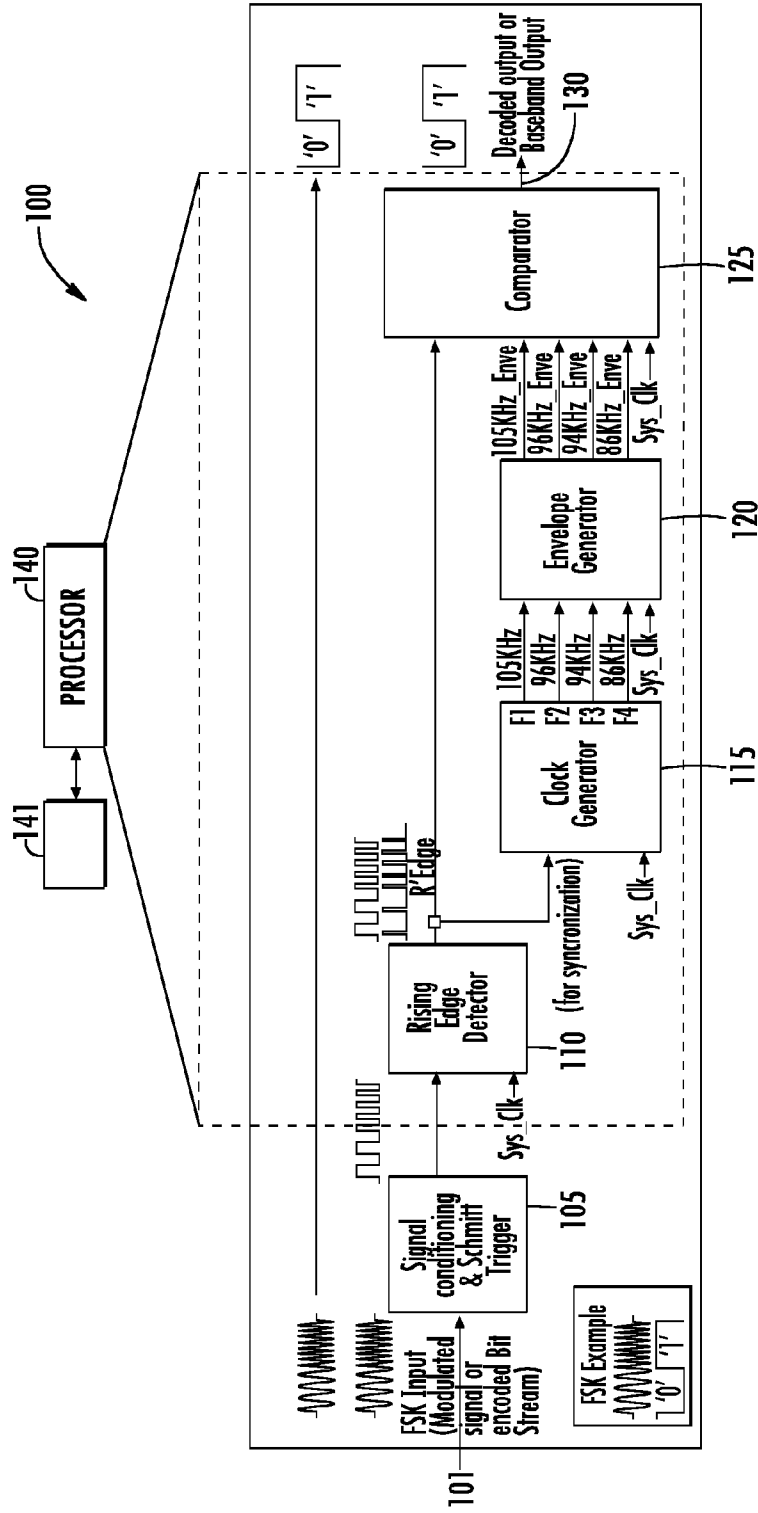 100
140
141
PROCESSOR
'0' '1'
'0' '1'
FSK Input
(Modulated
signal or
encoded Bit
Stream)
101
Signal
conditioning
& Schmitt
Trigger
105
Rising
Edge
Detector
110
Sys_Clk
R'Edge
(for syncronization)
Clock
Generator
F1
F2
F3
F4
115
Sys_Clk
105KHz
96KHz
94KHz
86KHz
Sys_Clk
Envelope
Generator
120
105KHz_Enve
96KHz_Enve
94KHz_Enve
86KHz_Enve
Sys_Clk
Comparator
125
130
Decoded output or
Baseband Output
FSK Example
'0' '1'